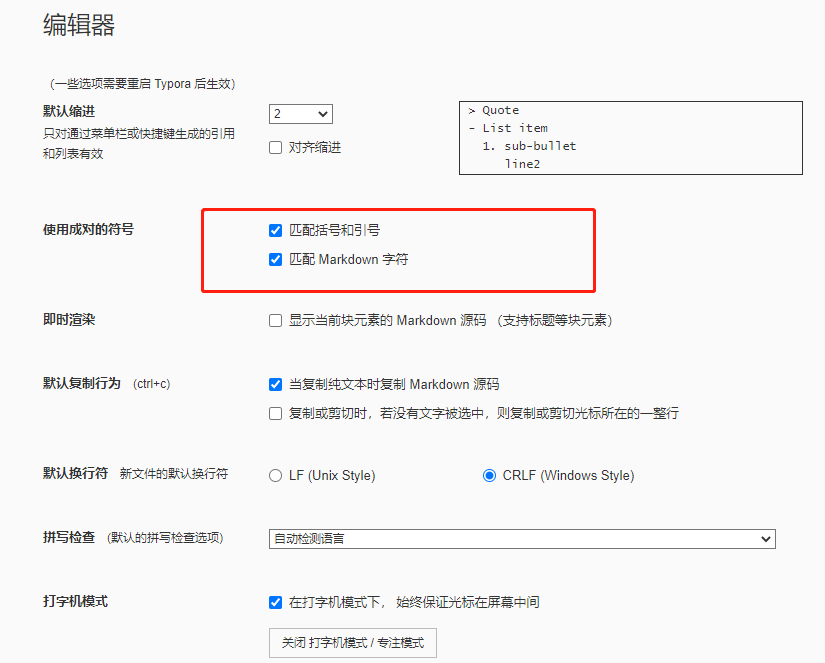 编辑器
（一些选项需要重启 Typora 后生效）
默认缩进
只对通过菜单栏或快捷键生成的引用
和列表有效
2
对齐缩进
> Quote
- List item
1. sub-bullet
line2
使用成对的符号
匹配括号和引号
匹配 Markdown 字符
即时渲染
显示当前块元素的 Markdown 源码 （支持标题等块元素）
默认复制行为 (ctrl+c)
当复制纯文本时复制 Markdown 源码
复制或剪切时，若没有文字被选中，则复制或剪切光标所在的一整行
默认换行符 新文件的默认换行符
LF (Unix Style)
CRLF (Windows Style)
拼写检查 (默认的拼写检查选项)
自动检测语言
打字机模式
在打字机模式下， 始终保证光标在屏幕中间
关闭 打字机模式 / 专注模式